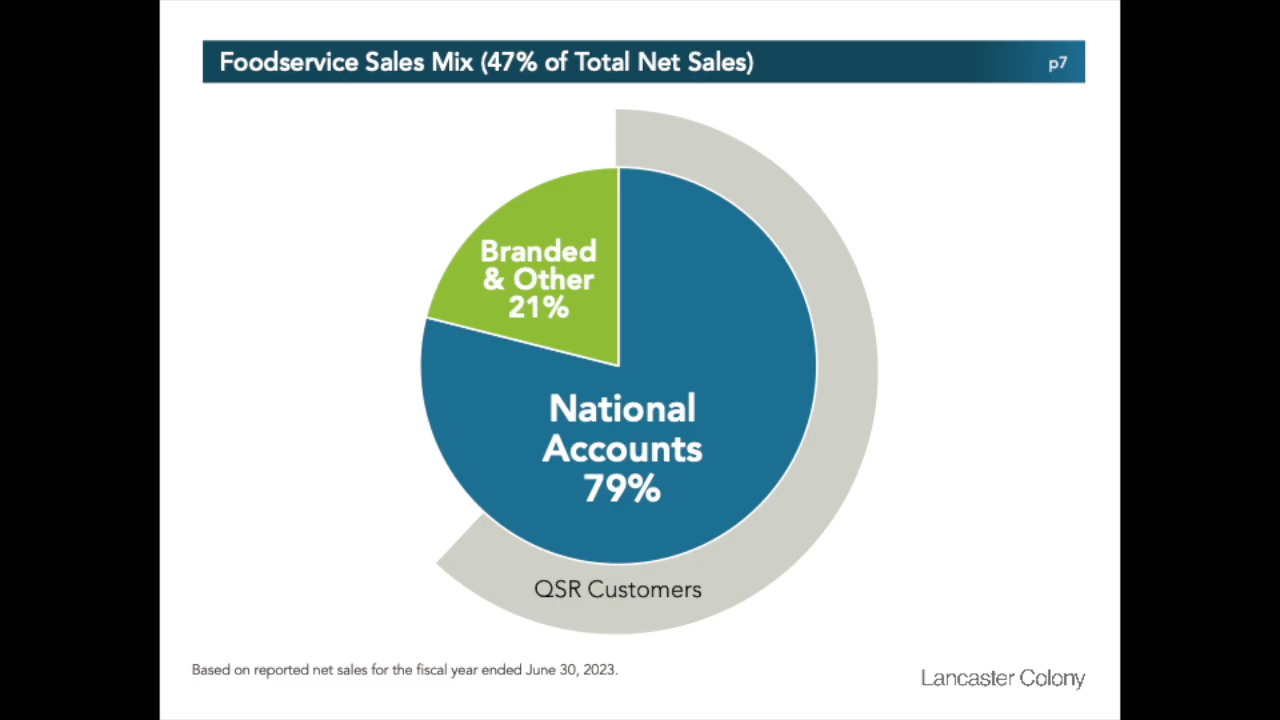 Foodservice Sales Mix (47% of Total Net Sales)
p7
Branded
& Other
21%
National
Accounts
79%
QSR Customers
Based on reported net sales for the fiscal year ended June 30, 2023.
Lancaster Colony